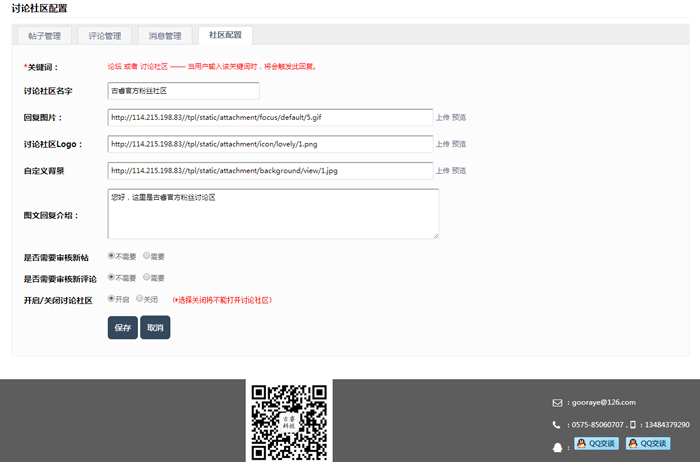 讨论社区配置
帖子管理 评论管理 消息管理 社区配置
*关键词： 论坛 或者 讨论社区 —— 当用户输入该关键词时，将会触发此回复。
讨论社区名字 古睿官方粉丝社区
回复图片： http://114.215.198.83//tpl/static/attachment/focus/default/5.gif 上传 预览
讨论社区Logo： http://114.215.198.83//tpl/static/attachment/icon/lovely/1.png 上传 预览
自定义背景 http://114.215.198.83//tpl/static/attachment/background/view/1.jpg 上传 预览
图文回复介绍： 您好，这里是古睿官方粉丝讨论区
是否需要审核新帖 不需要 需要
是否需要审核新评论 不需要 需要
开启/关闭讨论社区 开启 关闭 (*选择关闭将不能打开讨论社区)
保存 取消
古睿
科技
：gooraye@126.com
：0575-85060707 , ：13484379290
： QQ交谈 QQ交谈